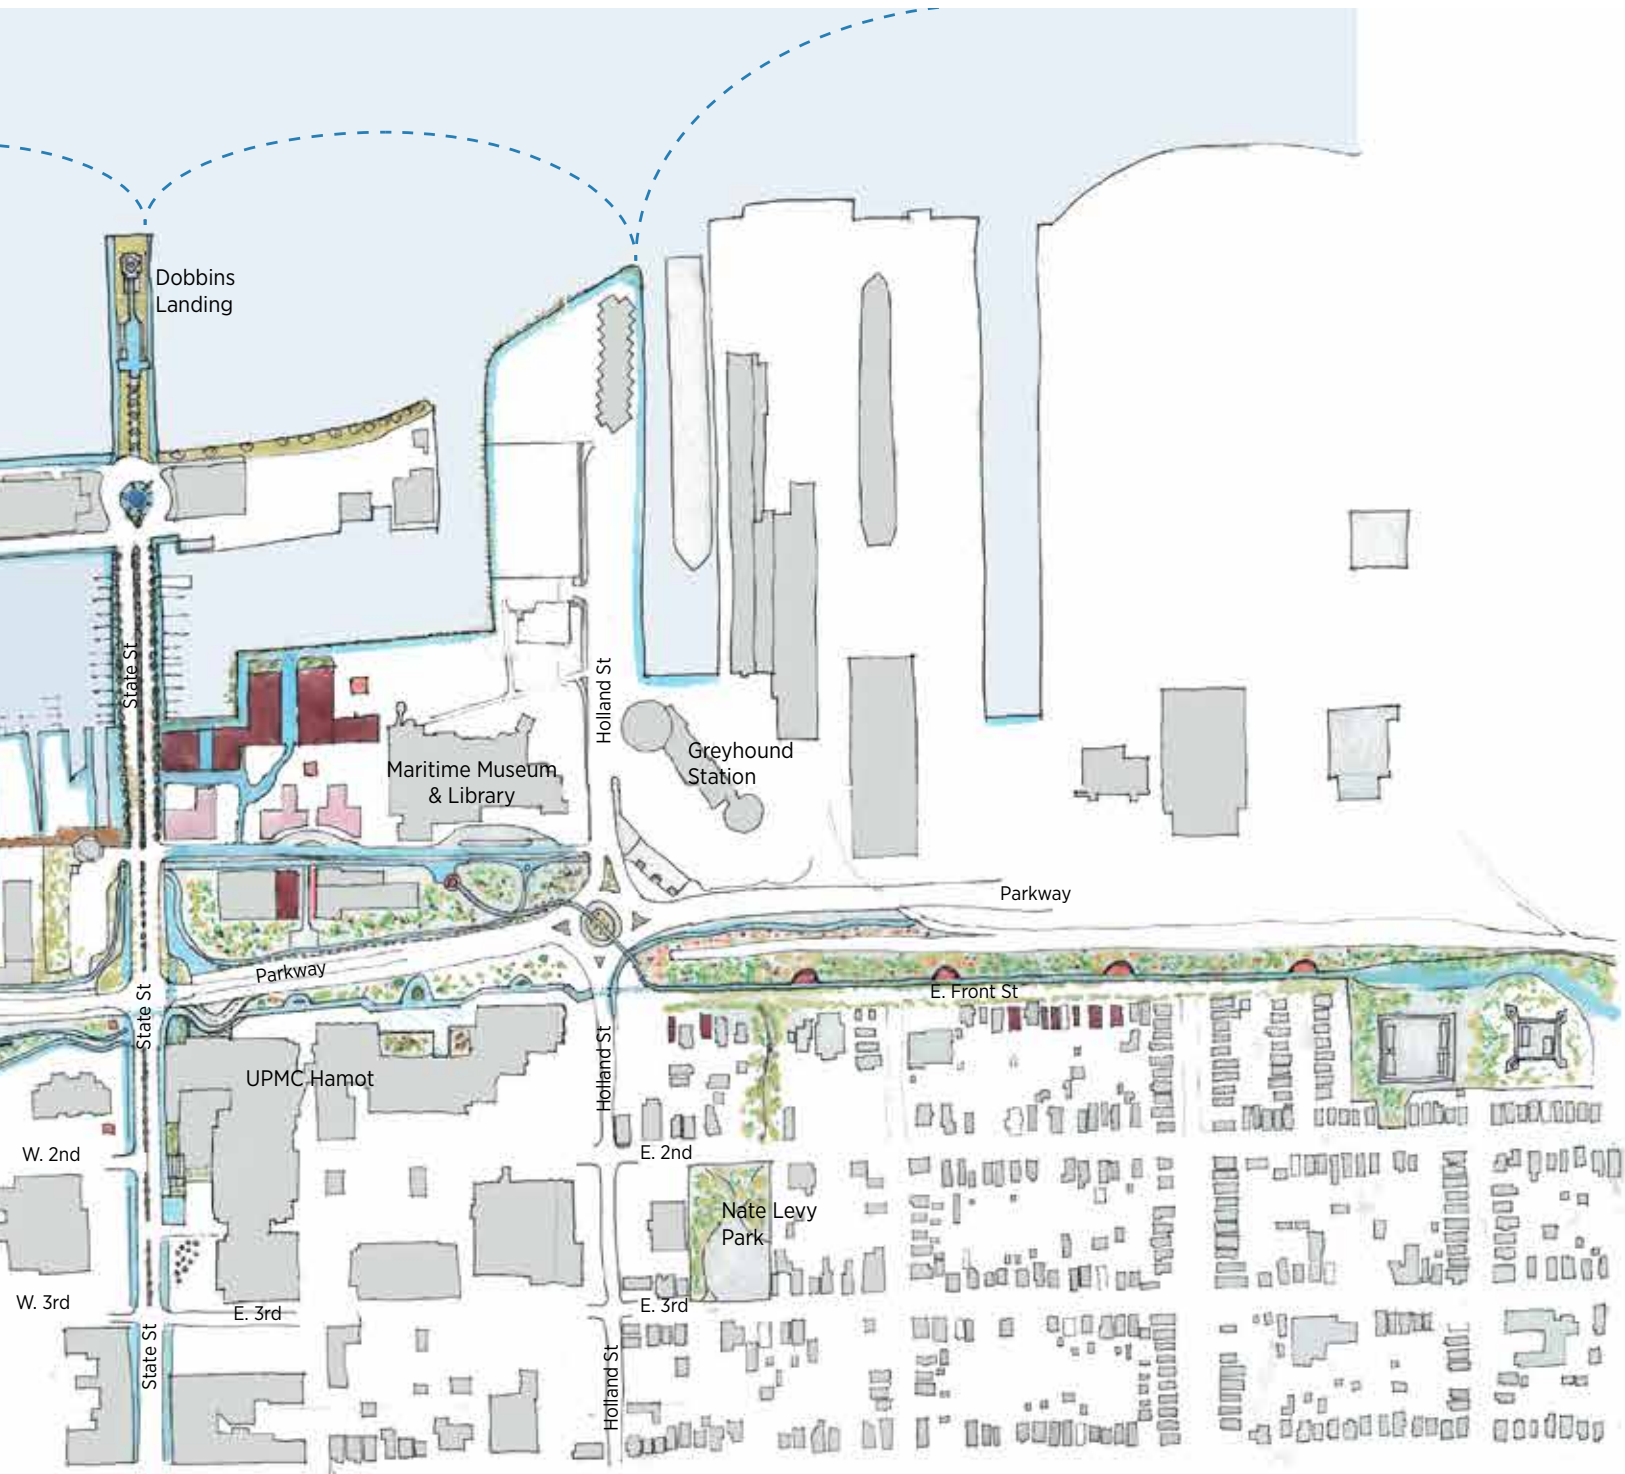 Dobbins
Landing
State St
Holland St
Greyhound
Station
Maritime Museum
& Library
Parkway
Parkway
E. Front St
State St
Holland St
UPMC Hamot
W. 2nd
E. 2nd
Nate Levy
Park
W. 3rd
E. 3rd
E. 3rd
State St
Holland St